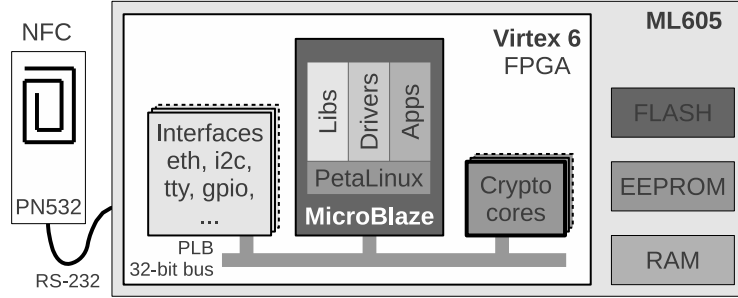 NFC
PN532
RS-232
ML605
Virtex 6
FPGA
Interfaces
eth, i2c,
tty, gpio,
...
Libs
Drivers
Apps
PetaLinux
MicroBlaze
Crypto
cores
PLB
32-bit bus
FLASH
EEPROM
RAM